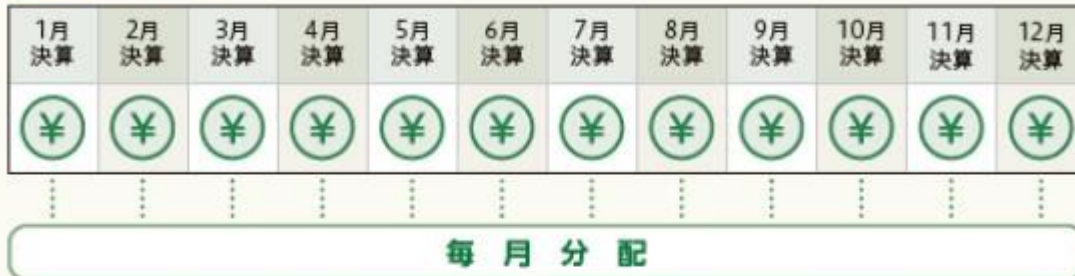 1月 2月 3月 4月 5月 6月 7月 8月 9月 10月 11月 12月
決算 決算 決算 決算 決算 決算 決算 決算 決算 決算 決算 決算
¥ ¥ ¥ ¥ ¥ ¥ ¥ ¥ ¥ ¥ ¥ ¥
毎月分配